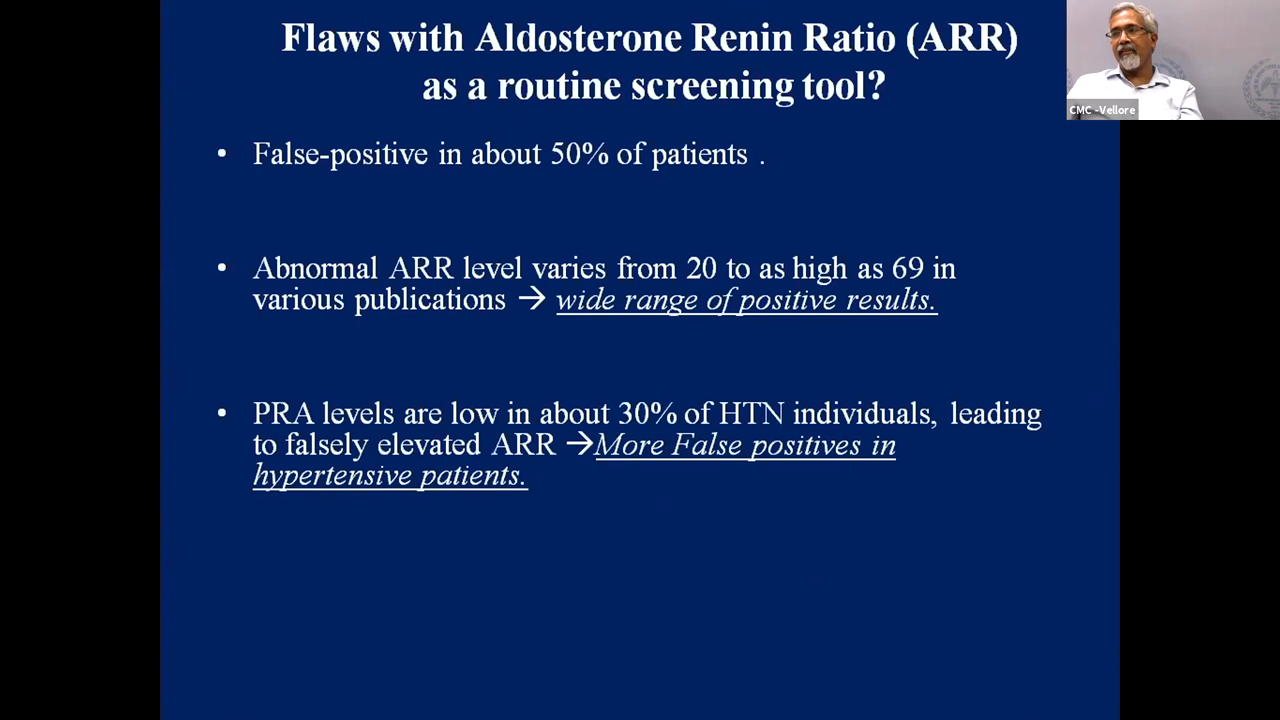 Flaws with Aldosterone Renin Ratio (ARR)
as a routine screening tool?
CMC -Vellore
• False-positive in about 50% of patients .
• Abnormal ARR level varies from 20 to as high as 69 in
various publications → wide range of positive results.
• PRA levels are low in about 30% of HTN individuals, leading
to falsely elevated ARR →More False positives in
hypertensive patients.